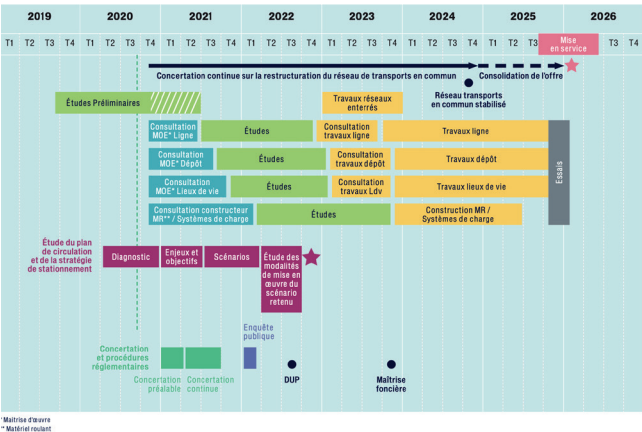 2019 2020 2021 2022 2023 2024 2025 2026
T1 T2 T3 T4 T1 T2 T3 T4 T1 T2 T3 T4 T1 T2 T3 T4 T1 T2 T3 T4 T1 T2 T3 T4 T1 T2 T3 Mise T2 T3 T4
en service
Concertation continue sur la restructuration du réseau de transports en commun Consolidation de l'offre
Réseau transports
en commun stabilisé
Études Préliminaires
Travaux réseaux
enterrés
Consultation
MOE* Ligne
Études
Consultation
travaux ligne
Travaux ligne
Consultation
MOE* Dépôt
Études
Consultation
travaux dépôt
Travaux dépôt
Consultation
MOE* Lieux de vie
Études
Consultation
travaux Ldv
Travaux lieux de vie
Consultation constructeur
MR** / Systèmes de charge
Études
Construction MR /
Systèmes de charge
Essais
Étude du plan
de circulation
et de la stratégie
de stationnement
Diagnostic
Enjeux et
objectifs
Scénarios
Étude des
modalités
de mise en
œuvre du
scénario
retenu
Enquête
publique
Concertation
et procédures
réglementaires
Concertation
préalable
Concertation
continue
DUP
Maîtrise
foncière
* Maîtrise d'œuvre
** Matériel roulant